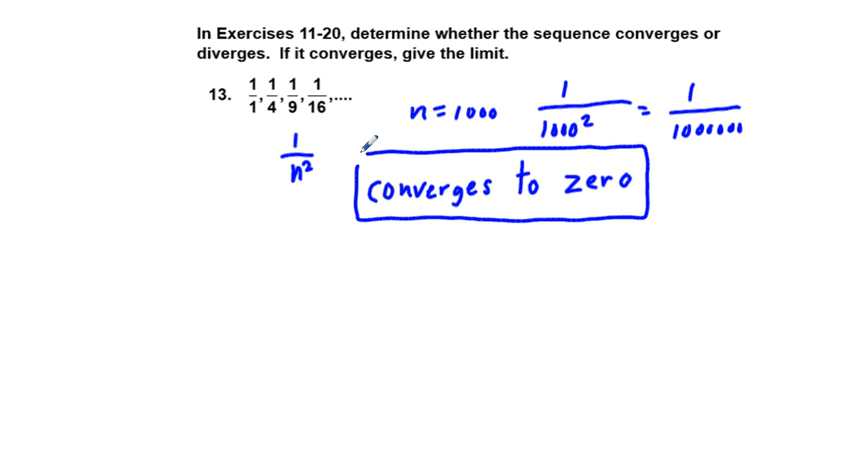 In Exercises 11-20, determine whether the sequence converges or
diverges. If it converges, give the limit.
13. 1/1, 1/4, 1/9, 1/16, ....
n = 1000 1/1000² = 1/1000000
1/n²
converges to zero